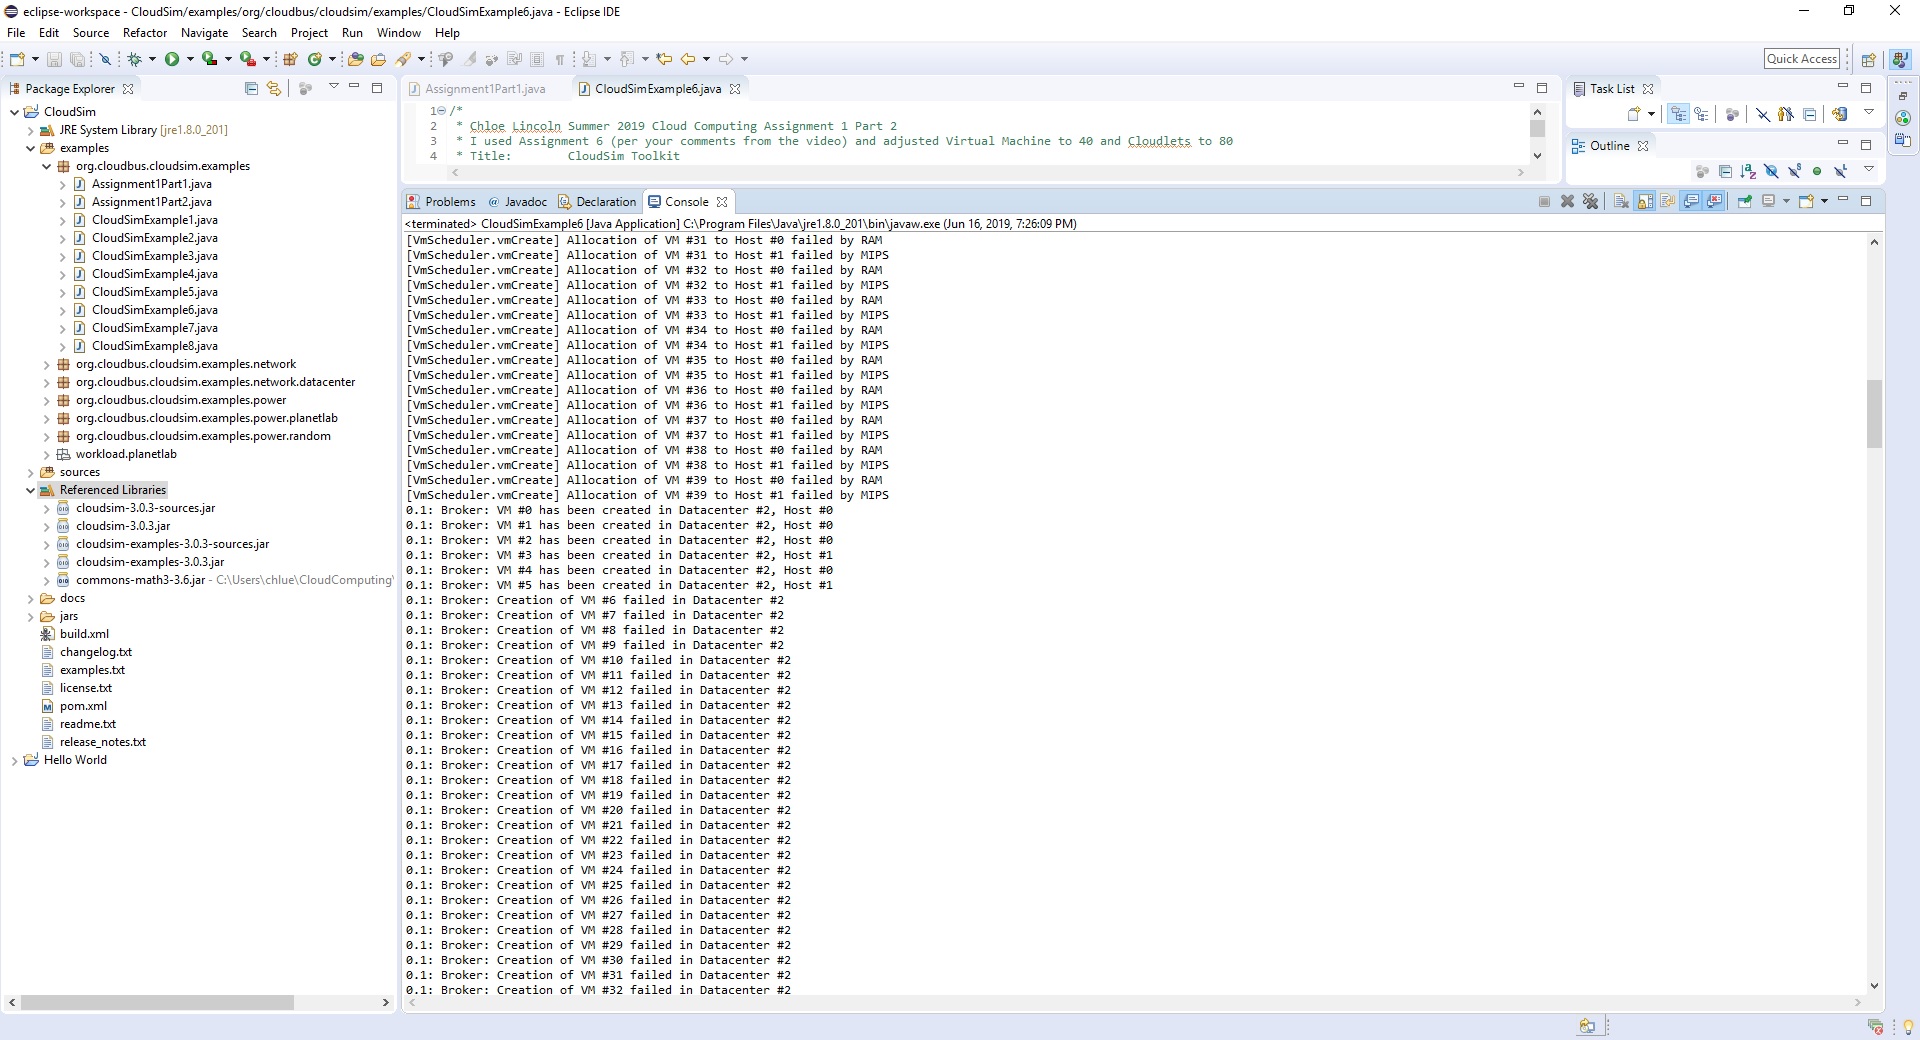 eclipse-workspace - CloudSim/examples/org/cloudbus/cloudsim/examples/CloudSimExample6.java - Eclipse IDE
File Edit Source Refactor Navigate Search Project Run Window Help
Quick Access
Package Explorer
CloudSim
JRE System Library [jre1.8.0_201]
examples
org.cloudbus.cloudsim.examples
Assignment1Part1.java
Assignment1Part2.java
CloudSimExample1.java
CloudSimExample2.java
CloudSimExample3.java
CloudSimExample4.java
CloudSimExample5.java
CloudSimExample6.java
CloudSimExample7.java
CloudSimExample8.java
org.cloudbus.cloudsim.examples.network
org.cloudbus.cloudsim.examples.network.datacenter
org.cloudbus.cloudsim.examples.power
org.cloudbus.cloudsim.examples.power.planetlab
org.cloudbus.cloudsim.examples.power.random
workload.planetlab
sources
Referenced Libraries
cloudsim-3.0.3-sources.jar
cloudsim-3.0.3.jar
cloudsim-examples-3.0.3-sources.jar
cloudsim-examples-3.0.3.jar
commons-math3-3.6.jar - C:\Users\chlue\CloudComputing\
docs
jars
build.xml
changelog.txt
examples.txt
license.txt
pom.xml
readme.txt
release_notes.txt
Hello World
Assignment1Part1.java CloudSimExample6.java
1 /*
2 * Chloe Lincoln Summer 2019 Cloud Computing Assignment 1 Part 2
3 * I used Assignment 6 (per your comments from the video) and adjusted Virtual Machine to 40 and Cloudlets to 80
4 * Title: CloudSim Toolkit
Task List
Outline
Problems @ Javadoc Declaration Console
<terminated> CloudSimExample6 [Java Application] C:\Program Files\Java\jre1.8.0_201\bin\javaw.exe (Jun 16, 2019, 7:26:09 PM)
[VmScheduler.vmCreate] Allocation of VM #31 to Host #0 failed by RAM
[VmScheduler.vmCreate] Allocation of VM #31 to Host #1 failed by MIPS
[VmScheduler.vmCreate] Allocation of VM #32 to Host #0 failed by RAM
[VmScheduler.vmCreate] Allocation of VM #32 to Host #1 failed by MIPS
[VmScheduler.vmCreate] Allocation of VM #33 to Host #0 failed by RAM
[VmScheduler.vmCreate] Allocation of VM #33 to Host #1 failed by MIPS
[VmScheduler.vmCreate] Allocation of VM #34 to Host #0 failed by RAM
[VmScheduler.vmCreate] Allocation of VM #34 to Host #1 failed by MIPS
[VmScheduler.vmCreate] Allocation of VM #35 to Host #0 failed by RAM
[VmScheduler.vmCreate] Allocation of VM #35 to Host #1 failed by MIPS
[VmScheduler.vmCreate] Allocation of VM #36 to Host #0 failed by RAM
[VmScheduler.vmCreate] Allocation of VM #36 to Host #1 failed by MIPS
[VmScheduler.vmCreate] Allocation of VM #37 to Host #0 failed by RAM
[VmScheduler.vmCreate] Allocation of VM #37 to Host #1 failed by MIPS
[VmScheduler.vmCreate] Allocation of VM #38 to Host #0 failed by RAM
[VmScheduler.vmCreate] Allocation of VM #38 to Host #1 failed by MIPS
[VmScheduler.vmCreate] Allocation of VM #39 to Host #0 failed by RAM
[VmScheduler.vmCreate] Allocation of VM #39 to Host #1 failed by MIPS
0.1: Broker: VM #0 has been created in Datacenter #2, Host #0
0.1: Broker: VM #1 has been created in Datacenter #2, Host #0
0.1: Broker: VM #2 has been created in Datacenter #2, Host #0
0.1: Broker: VM #3 has been created in Datacenter #2, Host #1
0.1: Broker: VM #4 has been created in Datacenter #2, Host #0
0.1: Broker: VM #5 has been created in Datacenter #2, Host #1
0.1: Broker: Creation of VM #6 failed in Datacenter #2
0.1: Broker: Creation of VM #7 failed in Datacenter #2
0.1: Broker: Creation of VM #8 failed in Datacenter #2
0.1: Broker: Creation of VM #9 failed in Datacenter #2
0.1: Broker: Creation of VM #10 failed in Datacenter #2
0.1: Broker: Creation of VM #11 failed in Datacenter #2
0.1: Broker: Creation of VM #12 failed in Datacenter #2
0.1: Broker: Creation of VM #13 failed in Datacenter #2
0.1: Broker: Creation of VM #14 failed in Datacenter #2
0.1: Broker: Creation of VM #15 failed in Datacenter #2
0.1: Broker: Creation of VM #16 failed in Datacenter #2
0.1: Broker: Creation of VM #17 failed in Datacenter #2
0.1: Broker: Creation of VM #18 failed in Datacenter #2
0.1: Broker: Creation of VM #19 failed in Datacenter #2
0.1: Broker: Creation of VM #20 failed in Datacenter #2
0.1: Broker: Creation of VM #21 failed in Datacenter #2
0.1: Broker: Creation of VM #22 failed in Datacenter #2
0.1: Broker: Creation of VM #23 failed in Datacenter #2
0.1: Broker: Creation of VM #24 failed in Datacenter #2
0.1: Broker: Creation of VM #25 failed in Datacenter #2
0.1: Broker: Creation of VM #26 failed in Datacenter #2
0.1: Broker: Creation of VM #27 failed in Datacenter #2
0.1: Broker: Creation of VM #28 failed in Datacenter #2
0.1: Broker: Creation of VM #29 failed in Datacenter #2
0.1: Broker: Creation of VM #30 failed in Datacenter #2
0.1: Broker: Creation of VM #31 failed in Datacenter #2
0.1: Broker: Creation of VM #32 failed in Datacenter #2